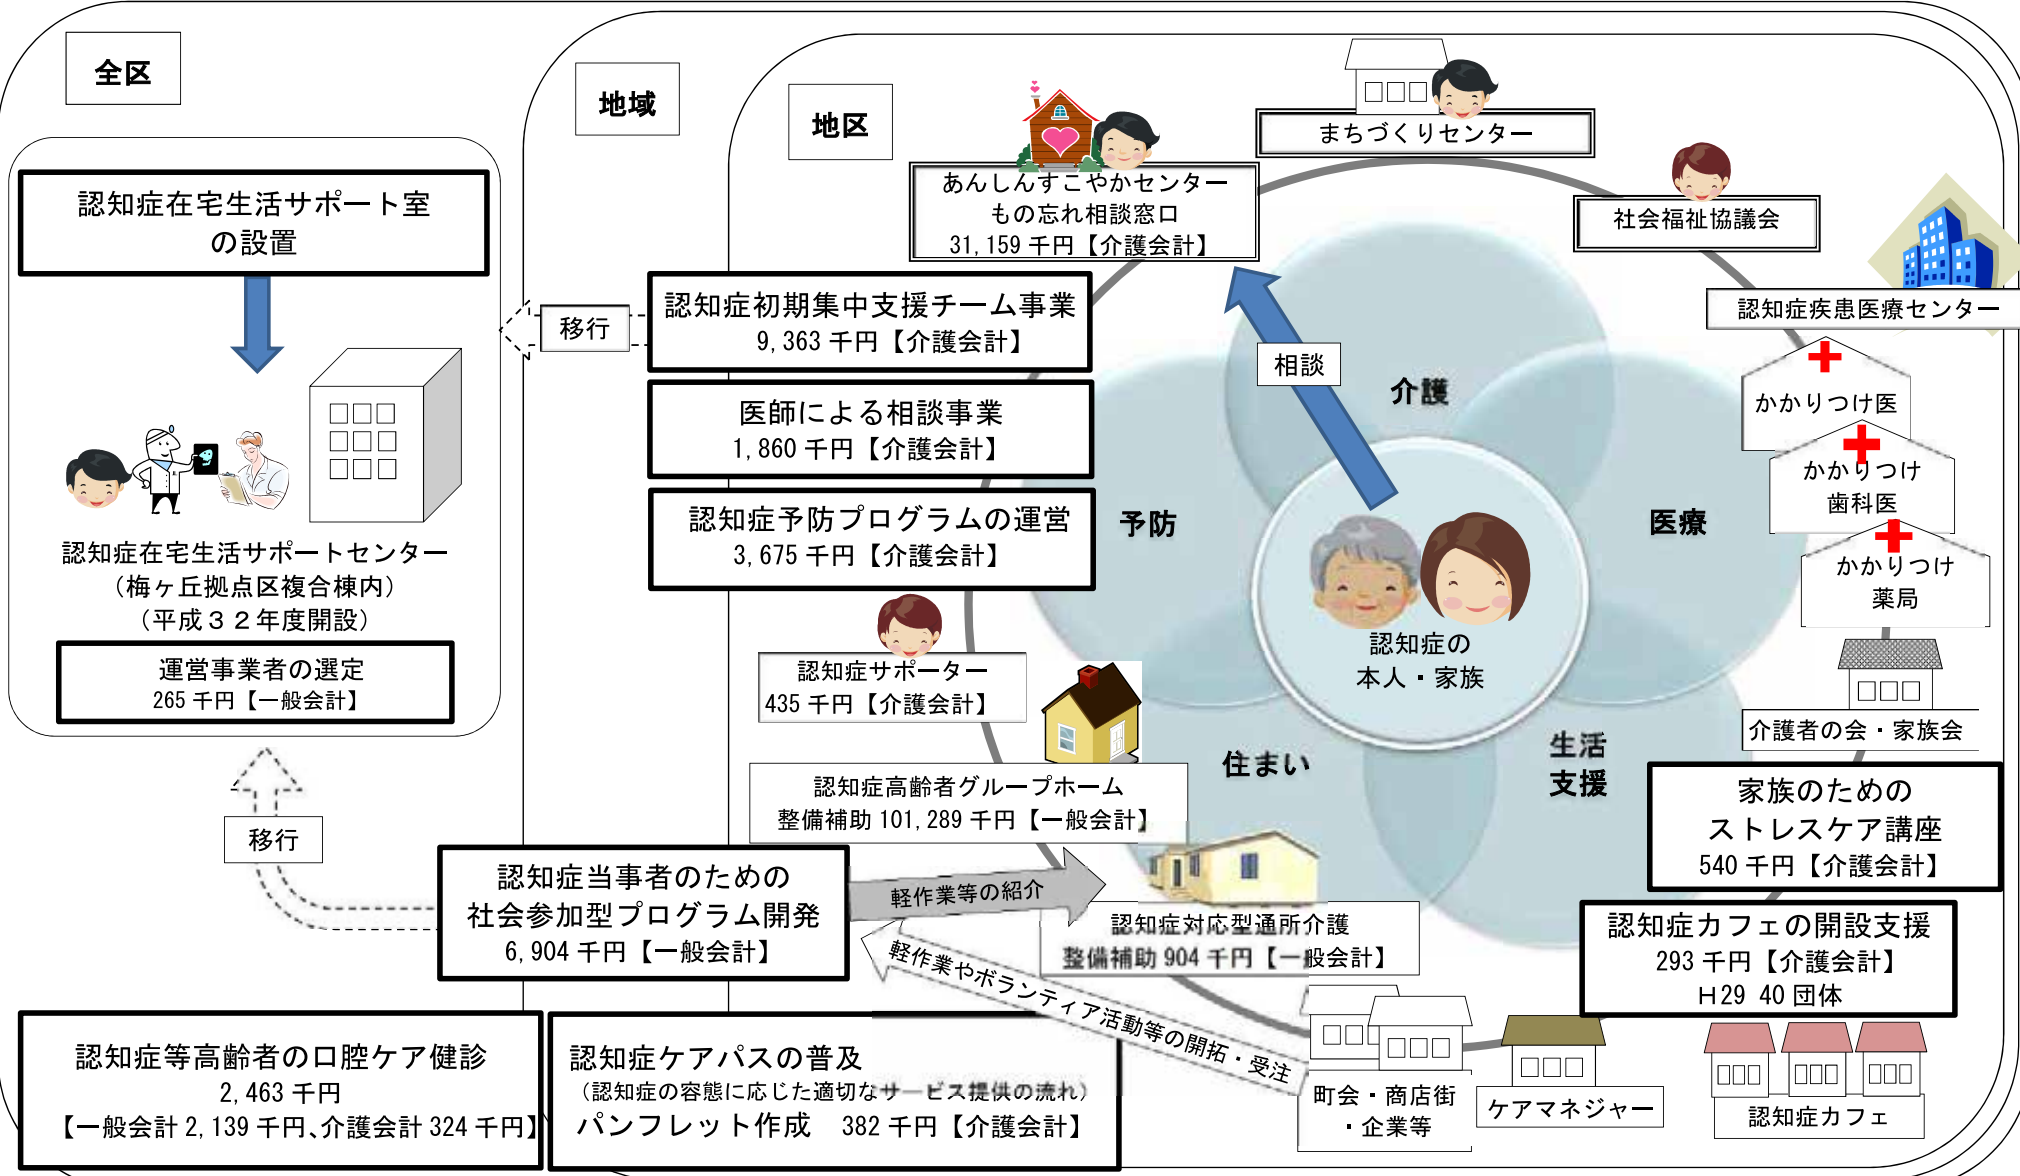 全区
地域
地区
認知症在宅生活サポート室
の設置
認知症在宅生活サポートセンター
（梅ヶ丘拠点区複合棟内）
（平成３２年度開設）
運営事業者の選定
265 千円【一般会計】
移行
まちづくりセンター
あんしんすこやかセンター
もの忘れ相談窓口
31,159 千円【介護会計】
社会福祉協議会
認知症疾患医療センター
移行
認知症初期集中支援チーム事業
9,363 千円【介護会計】
医師による相談事業
1,860 千円【介護会計】
認知症予防プログラムの運営
3,675 千円【介護会計】
相談
介護
予防
医療
住まい
生活
支援
認知症の
本人・家族
かかりつけ医
かかりつけ
歯科医
かかりつけ
薬局
介護者の会・家族会
認知症サポーター
435 千円【介護会計】
認知症高齢者グループホーム
整備補助 101,289 千円【一般会計】
家族のための
ストレスケア講座
540 千円【介護会計】
認知症当事者のための
社会参加型プログラム開発
6,904 千円【一般会計】
軽作業等の紹介
認知症対応型通所介護
整備補助 904 千円【一般会計】
軽作業やボランティア活動等の開拓・受注
認知症カフェの開設支援
293 千円【介護会計】
Ｈ29 40 団体
認知症等高齢者の口腔ケア健診
2,463 千円
【一般会計 2,139 千円、介護会計 324 千円】
認知症ケアパスの普及
（認知症の容態に応じた適切なサービス提供の流れ）
パンフレット作成　382 千円【介護会計】
町会・商店街
・企業等
ケアマネジャー
認知症カフェ